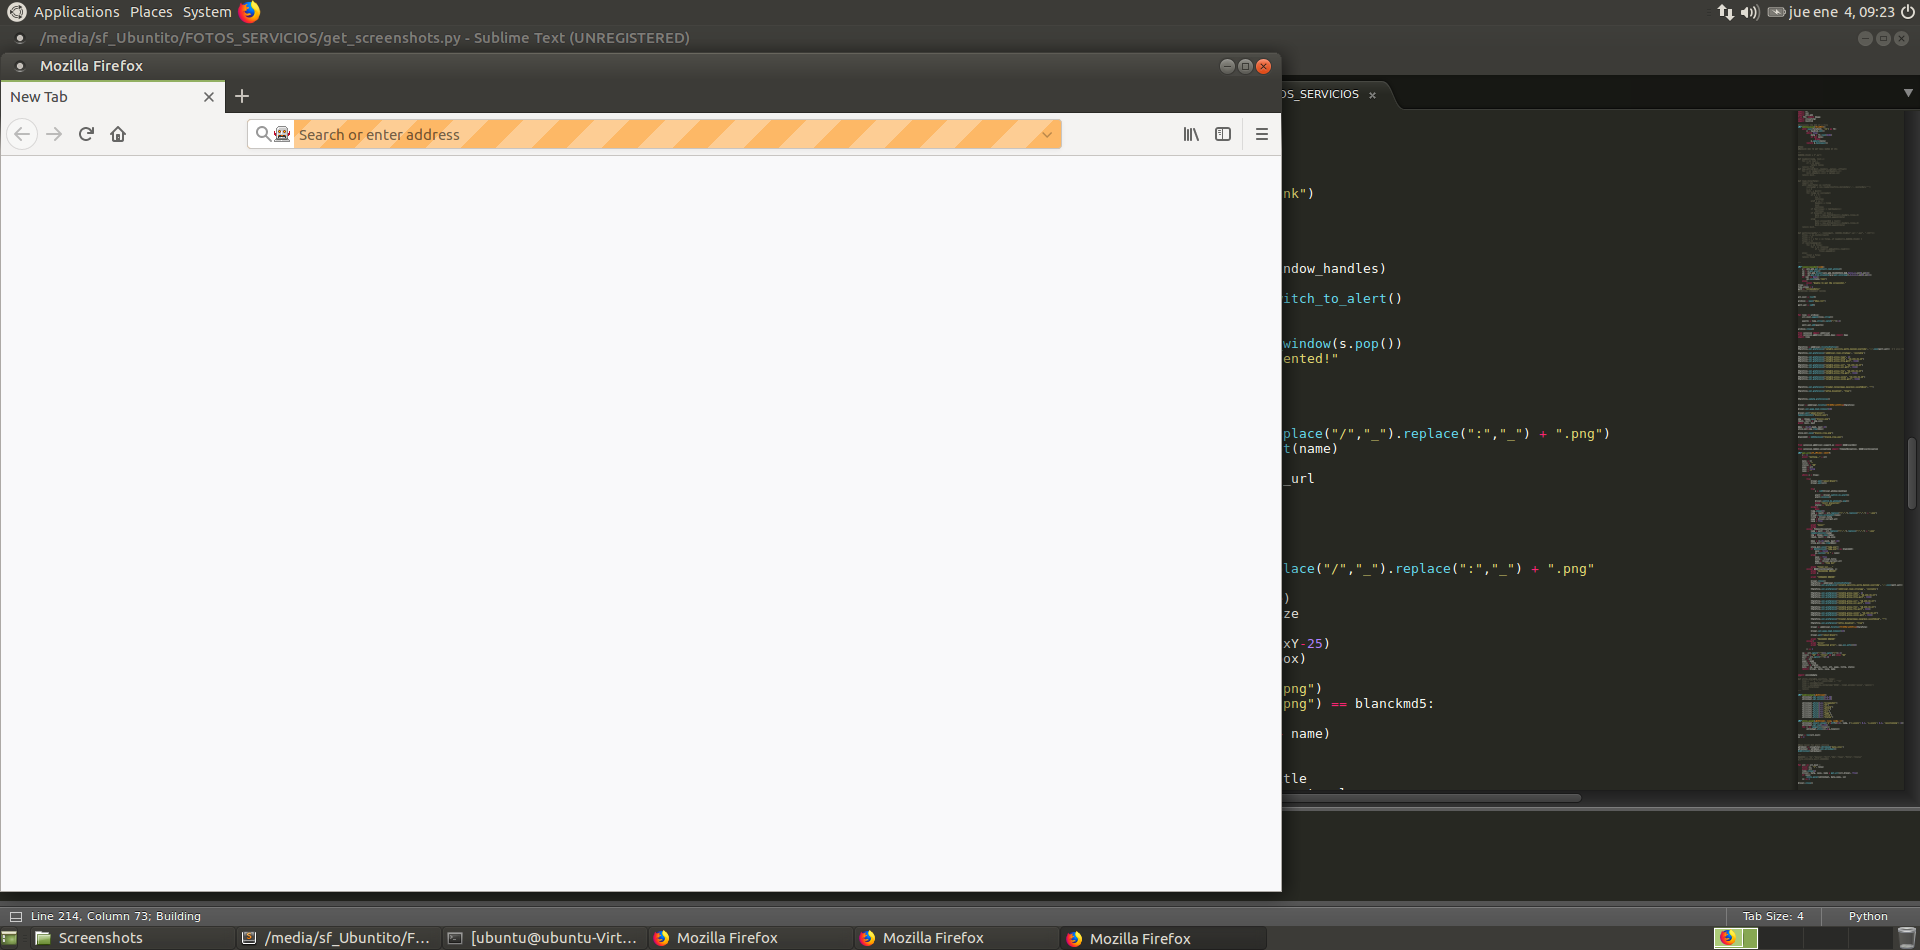 Applications Places System
jue ene 4, 09:23
/media/sf_Ubuntito/FOTOS_SERVICIOS/get_screenshots.py - Sublime Text (UNREGISTERED)
Mozilla Firefox
New Tab
OS_SERVICIOS
Search or enter address
nk")
ndow_handles)
itch_to_alert()
window(s.pop())
ented!"
place("/","_").replace(":","_") + ".png")
t(name)
_url
lace("/","_").replace(":","_") + ".png"
)
ze
xY-25)
ox)
png")
png") == blanckmd5:
name)
tle
Line 214, Column 73; Building
Tab Size: 4
Python
Screenshots
/media/sf_Ubuntito/F...
[ubuntu@ubuntu-Virt...
Mozilla Firefox
Mozilla Firefox
Mozilla Firefox